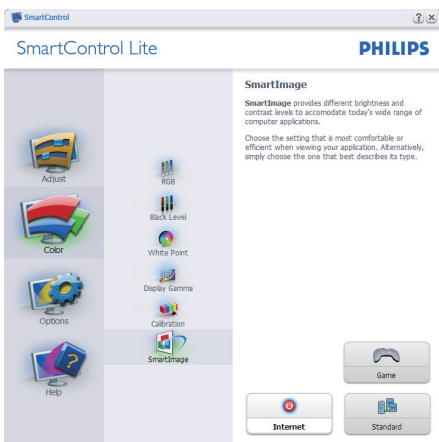 SmartControl
SmartControl Lite
PHILIPS
Adjust
Color
Options
Help
RGB
Black Level
White Point
Display Gamma
Calibration
SmartImage
SmartImage
SmartImage provides different brightness and
contrast levels to accomodate today's wide range of
computer applications.
Choose the setting that is most comfortable or
efficient when viewing your application. Alternatively,
simply choose the one that best describes its type.
Game
Internet
Standard